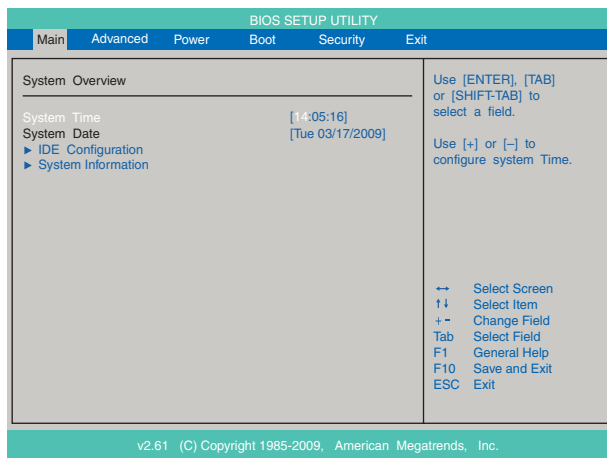 BIOS SETUP UTILITY
Main Advanced Power Boot Security Exit
System Overview
System Time [14:05:16]
System Date [Tue 03/17/2009]
► IDE Configuration
► System Information
Use [ENTER], [TAB]
or [SHIFT-TAB] to
select a field.
Use [+] or [–] to
configure system Time.
↔ Select Screen
↑↓ Select Item
+- Change Field
Tab Select Field
F1 General Help
F10 Save and Exit
ESC Exit
v2.61 (C) Copyright 1985-2009, American Megatrends, Inc.